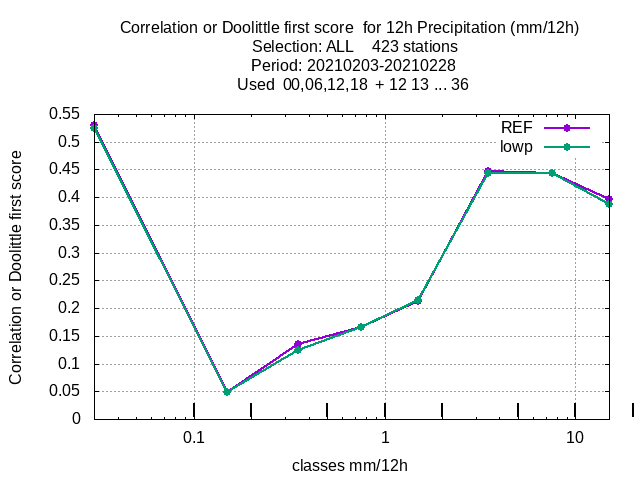 Correlation or Doolittle first score  for 12h Precipitation (mm/12h)
Selection: ALL    423 stations
Period: 20210203-20210228
Used  00,06,12,18  + 12 13 ... 36
REF
lowp
0.55
0.5
0.45
0.4
0.35
0.3
0.25
0.2
0.15
0.1
0.05
0
Correlation or Doolittle first score
0.1
1
10
classes mm/12h